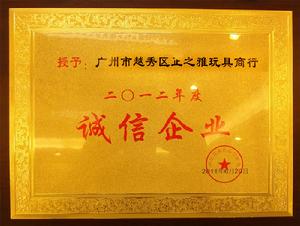 授予：广州市越秀区正之雅玩具商行
二〇一二年度
诚信企业